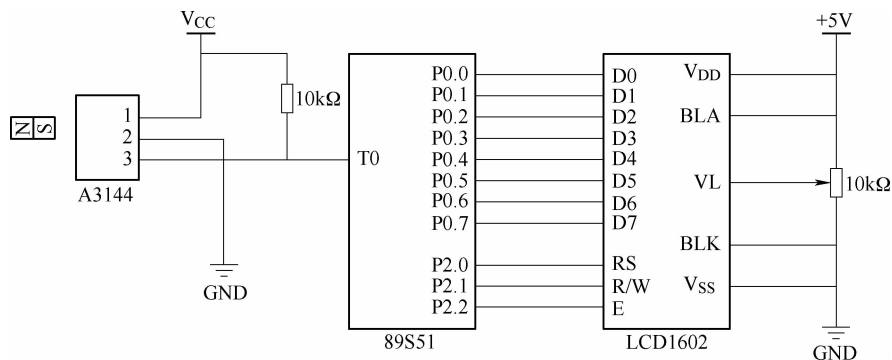 VCC
+5V
10kΩ
N S
1
2
3
A3144
GND
T0
P0.0
P0.1
P0.2
P0.3
P0.4
P0.5
P0.6
P0.7
P2.0
P2.1
P2.2
89S51
D0
D1
D2
D3
D4
D5
D6
D7
RS
R/W
E
VDD
BLA
VL
BLK
VSS
LCD1602
10kΩ
GND